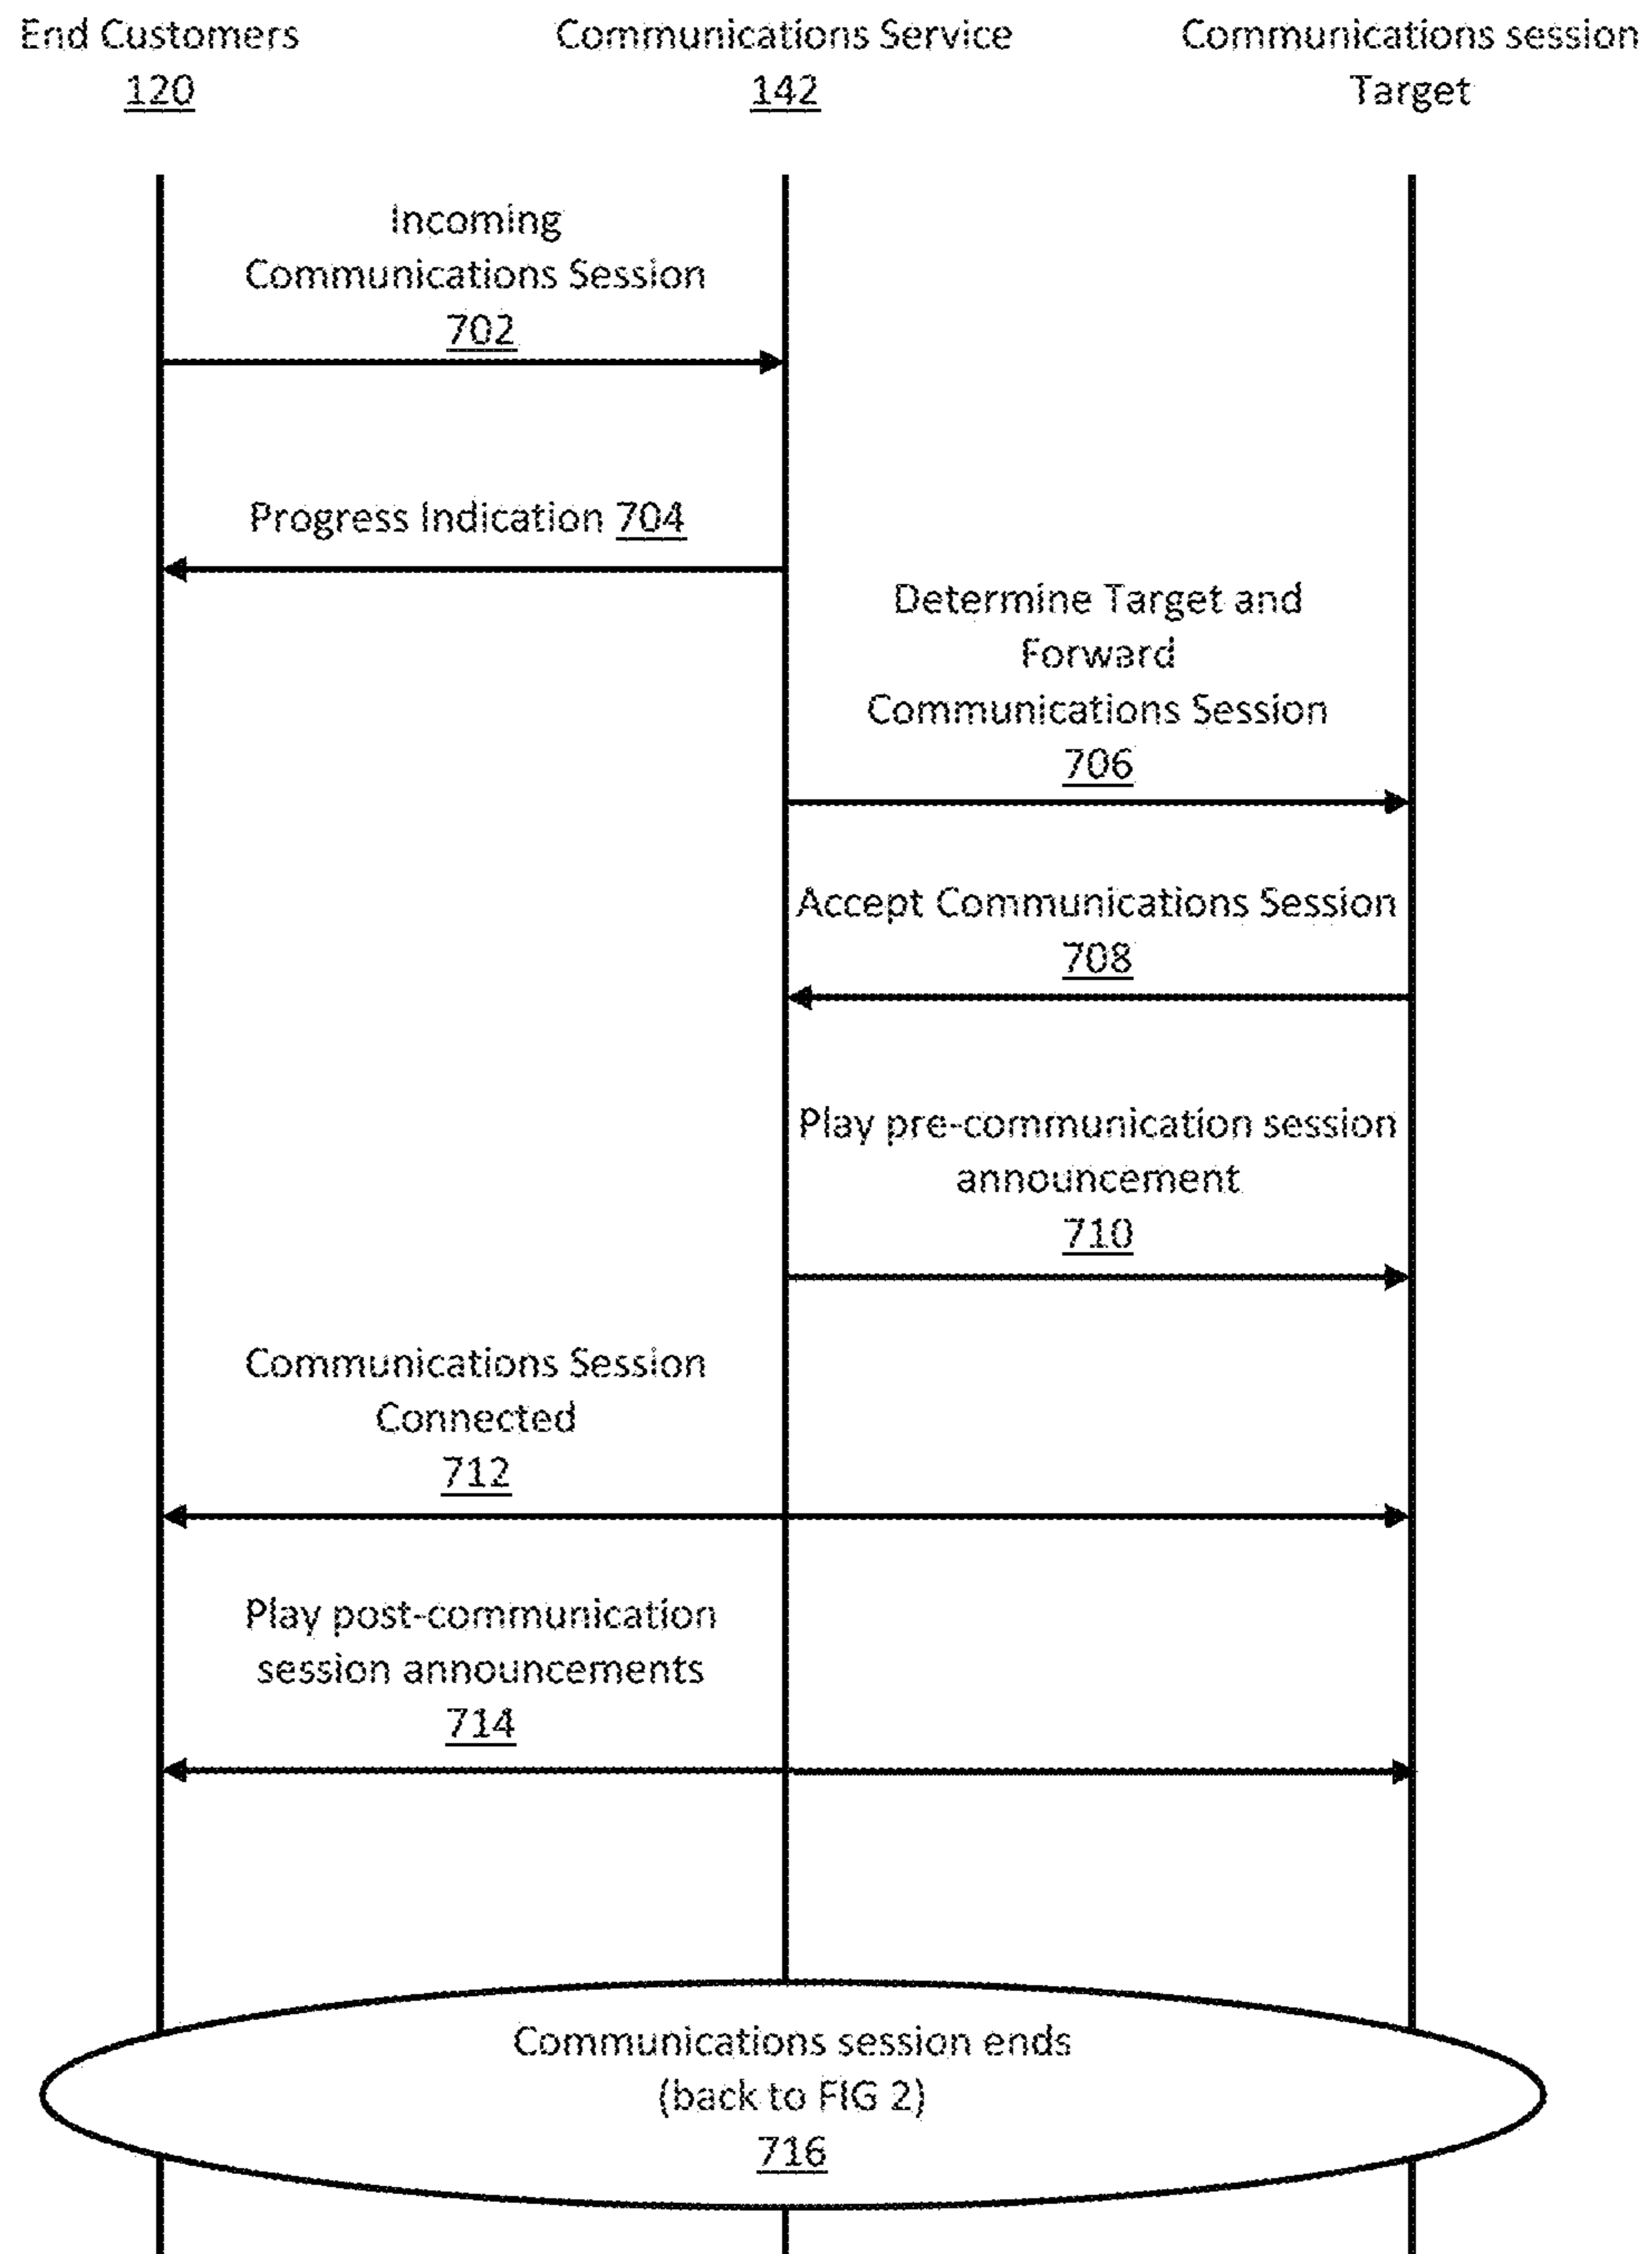 End Customers
120
Communications Service
142
Communications session
Target
Incoming
Communications Session
702
Progress Indication 704
Determine Target and
Forward
Communications Session
706
Accept Communications Session
708
Play pre-communication session
announcement
710
Communications Session
Connected
712
Play post-communication
session announcements
714
Communications session ends
(back to FIG 2)
716